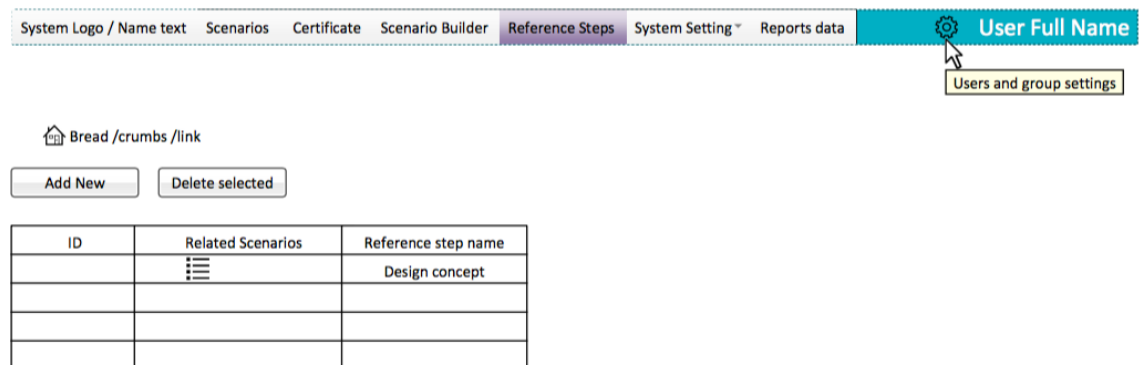 System Logo / Name text Scenarios Certificate Scenario Builder Reference Steps System Setting Reports data User Full Name
Users and group settings
Bread /crumbs /link
Add New Delete selected
ID Related Scenarios Reference step name
Design concept